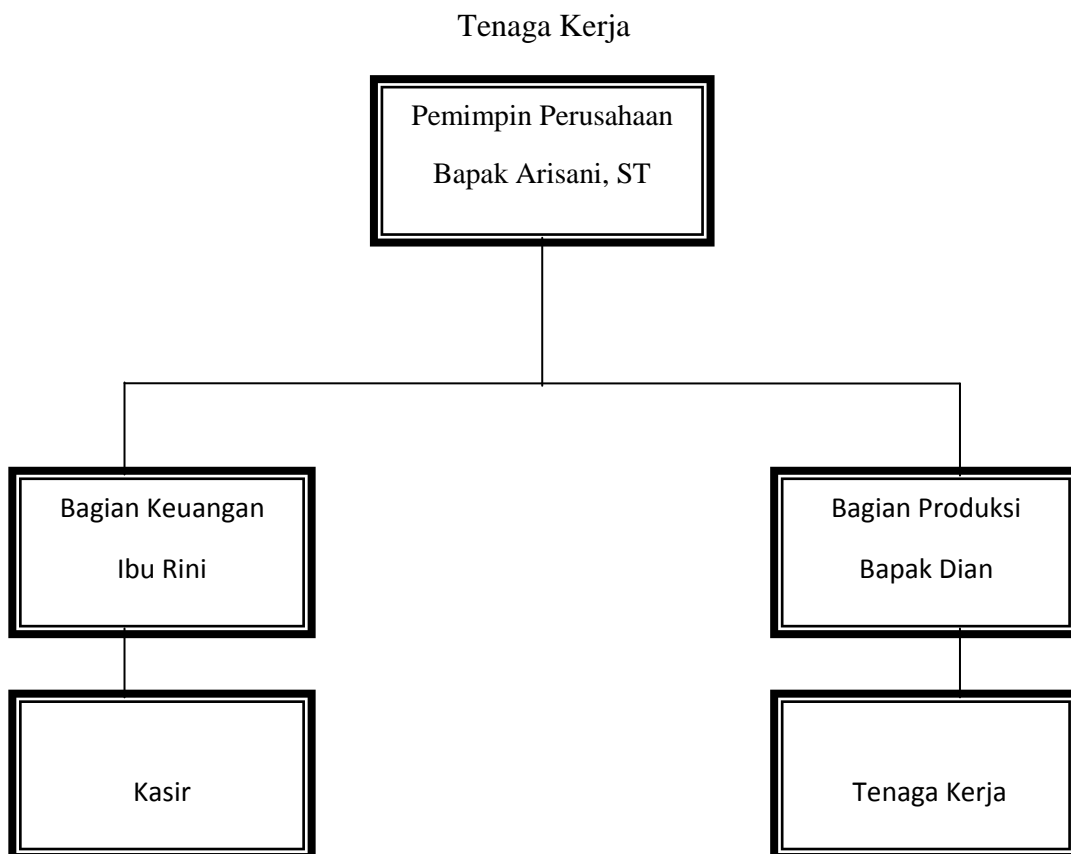 Tenaga Kerja
Pemimpin Perusahaan
Bapak Arisani, ST
Bagian Keuangan
Ibu Rini
Bagian Produksi
Bapak Dian
Kasir
Tenaga Kerja